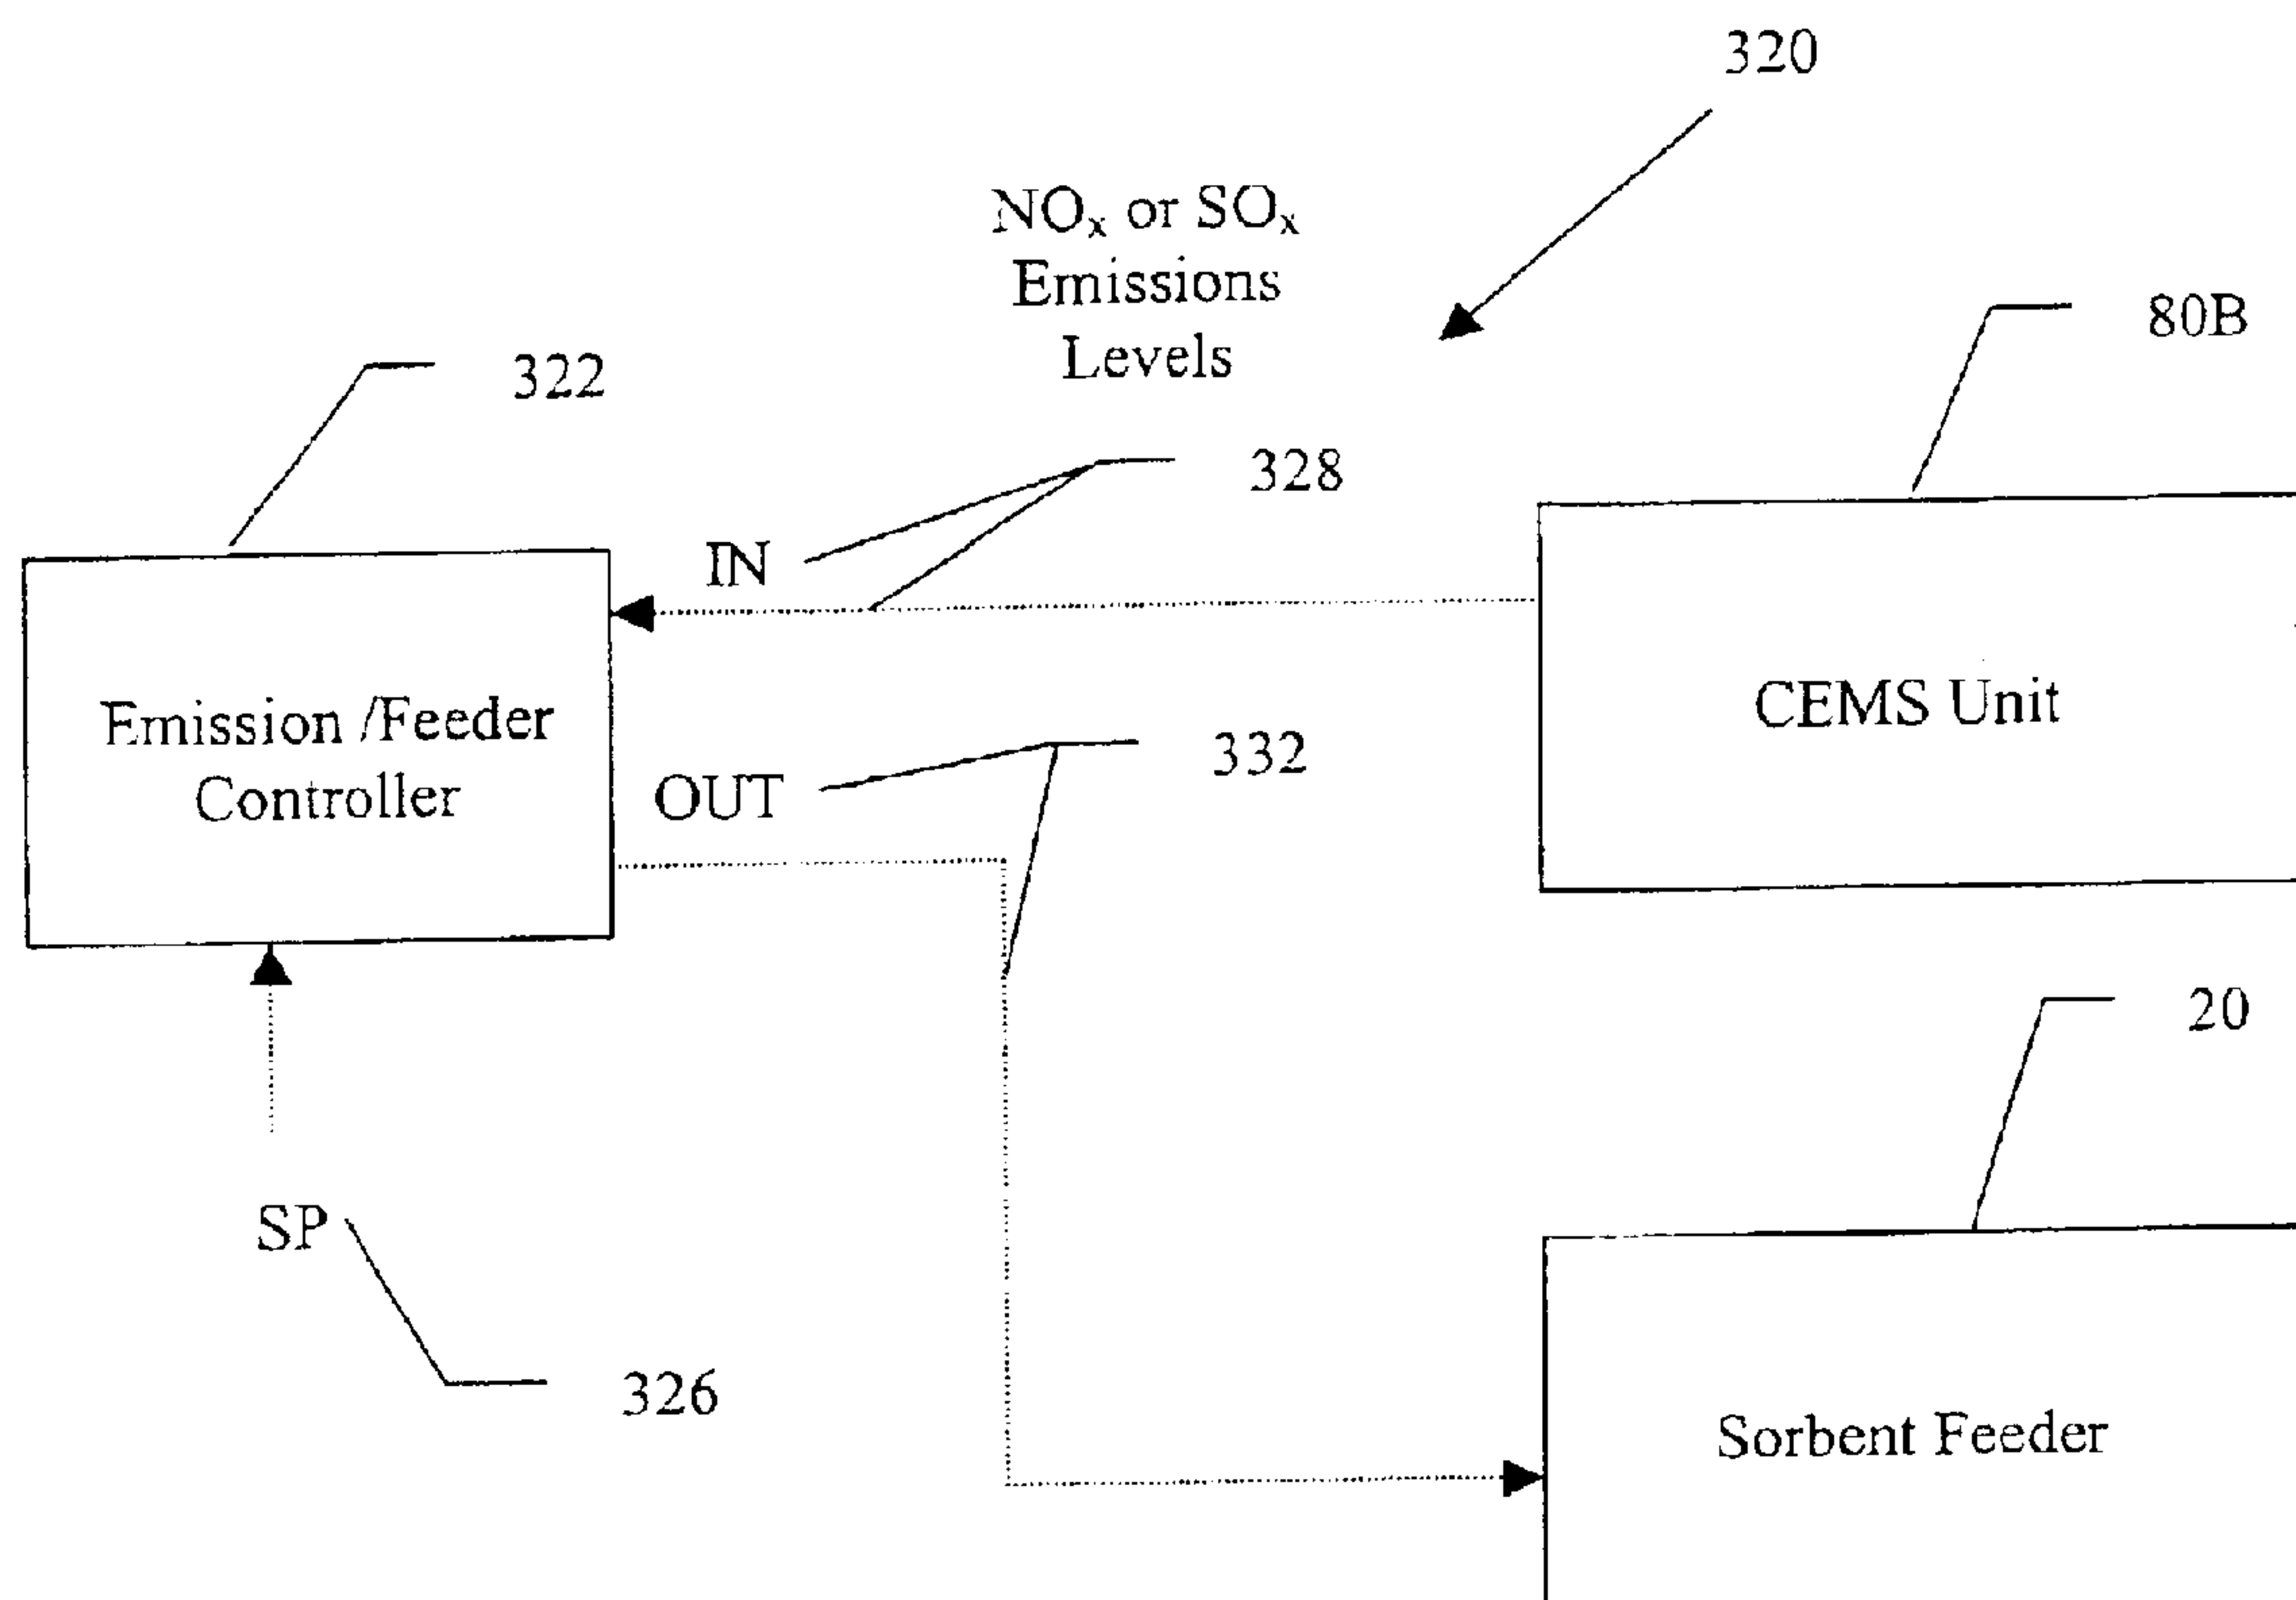 320
NOₓ or SOₓ
Emissions
Levels
80B
322
328
IN
CEMS Unit
Emission /Feeder
Controller
332
OUT
20
SP
326
Sorbent Feeder